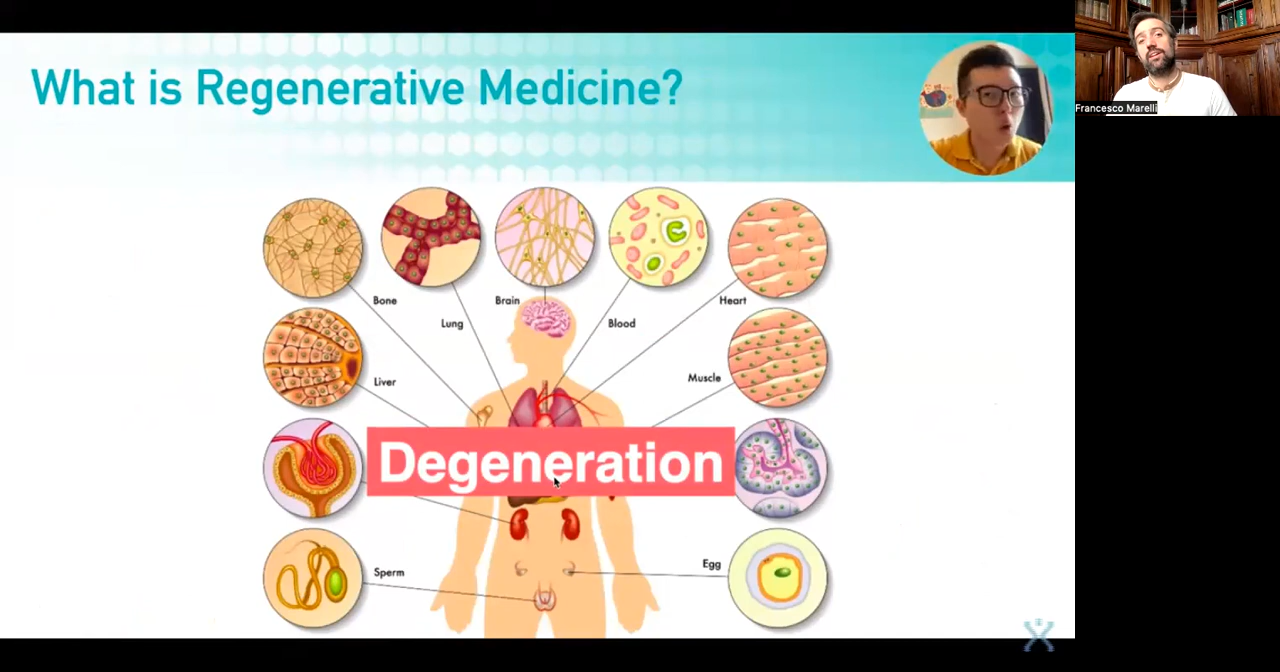 What is Regenerative Medicine?
Francesco Marelli
Bone
Brain
Heart
Lung
Blood
Liver
Muscle
Degeneration
Sperm
Egg